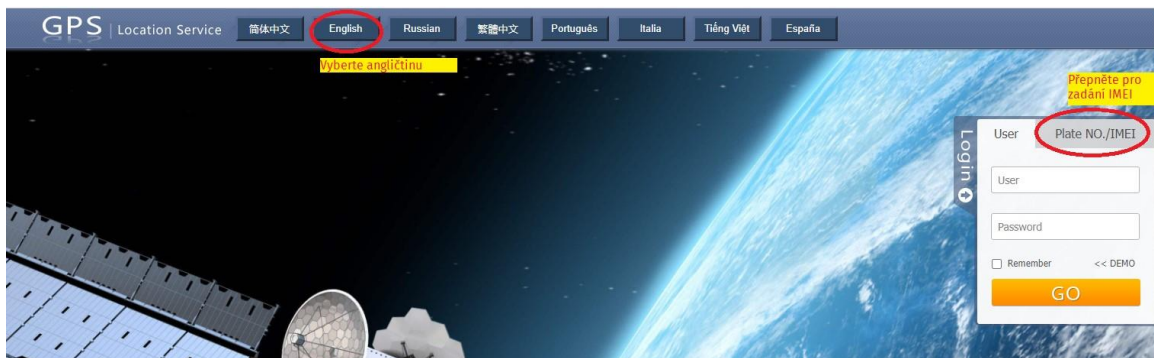 GPS | Location Service 简体中文 English Russian 繁體中文 Português Italia Tiếng Việt España
Vyberte angličtinu
Přepněte pro
zadání IMEI
Login
User Plate NO./IMEI
User
Password
Remember << DEMO
GO